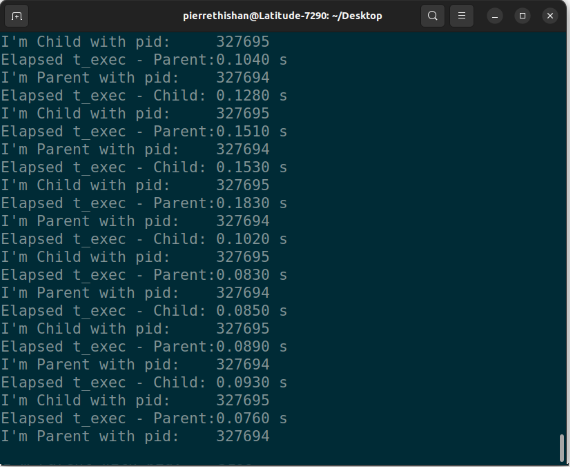 pierrethishan@Latitude-7290: ~/Desktop
I'm Child with pid:    327695
Elapsed t_exec - Parent:0.1040 s
I'm Parent with pid:    327694
Elapsed t_exec - Child: 0.1280 s
I'm Child with pid:    327695
Elapsed t_exec - Parent:0.1510 s
I'm Parent with pid:    327694
Elapsed t_exec - Child: 0.1530 s
I'm Child with pid:    327695
Elapsed t_exec - Parent:0.1830 s
I'm Parent with pid:    327694
Elapsed t_exec - Child: 0.1020 s
I'm Child with pid:    327695
Elapsed t_exec - Parent:0.0830 s
I'm Parent with pid:    327694
Elapsed t_exec - Child: 0.0850 s
I'm Child with pid:    327695
Elapsed t_exec - Parent:0.0890 s
I'm Parent with pid:    327694
Elapsed t_exec - Child: 0.0930 s
I'm Child with pid:    327695
Elapsed t_exec - Parent:0.0760 s
I'm Parent with pid:    327694